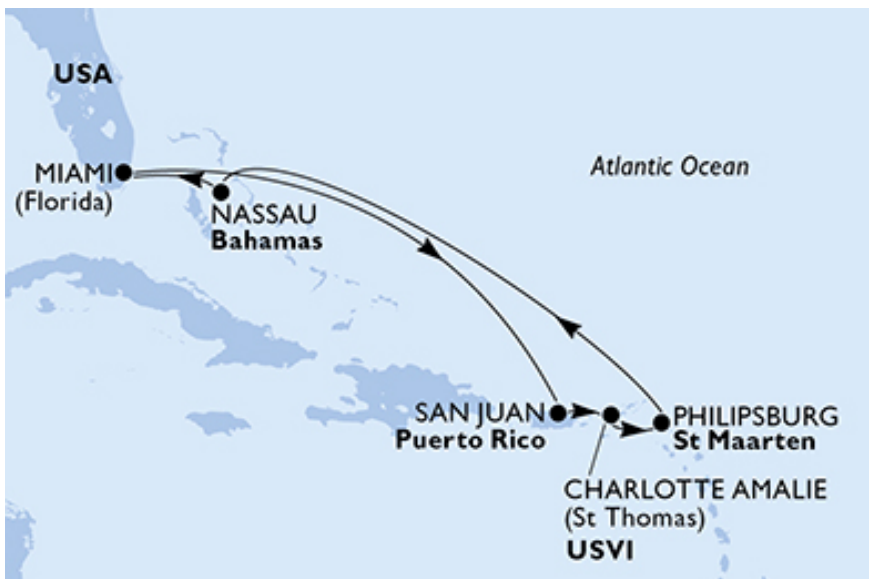 USA
Atlantic Ocean
MIAMI
(Florida)
NASSAU
Bahamas
SAN JUAN
Puerto Rico
PHILIPSBURG
St Maarten
CHARLOTTE AMALIE
(St Thomas)
USVI